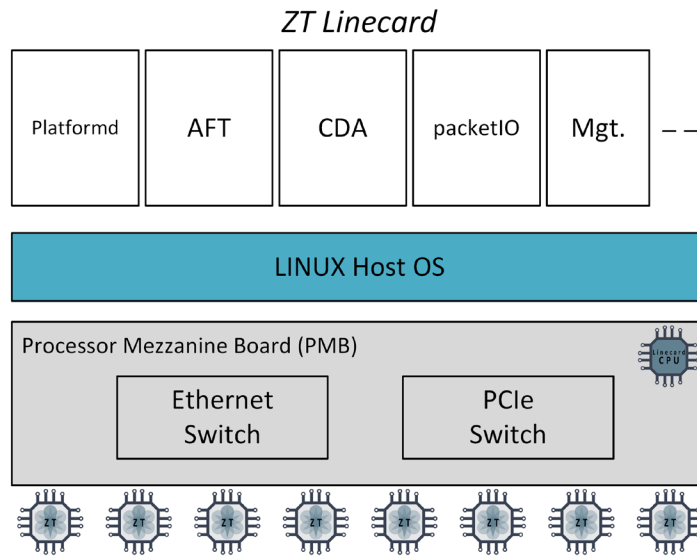 ZT Linecard
Platformd
AFT
CDA
packetIO
Mgt.
LINUX Host OS
Processor Mezzanine Board (PMB)
Linecard
CPU
Ethernet
Switch
PCIe
Switch
ZT
ZT
ZT
ZT
ZT
ZT
ZT
ZT